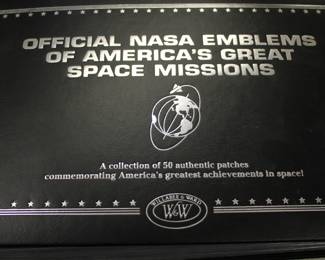 OFFICIAL NASA EMBLEMS
OF AMERICA'S GREAT
SPACE MISSIONS
A collection of 50 authentic patches
commemorating America's greatest achievements in space!
WILLABEE & WARD
W&W